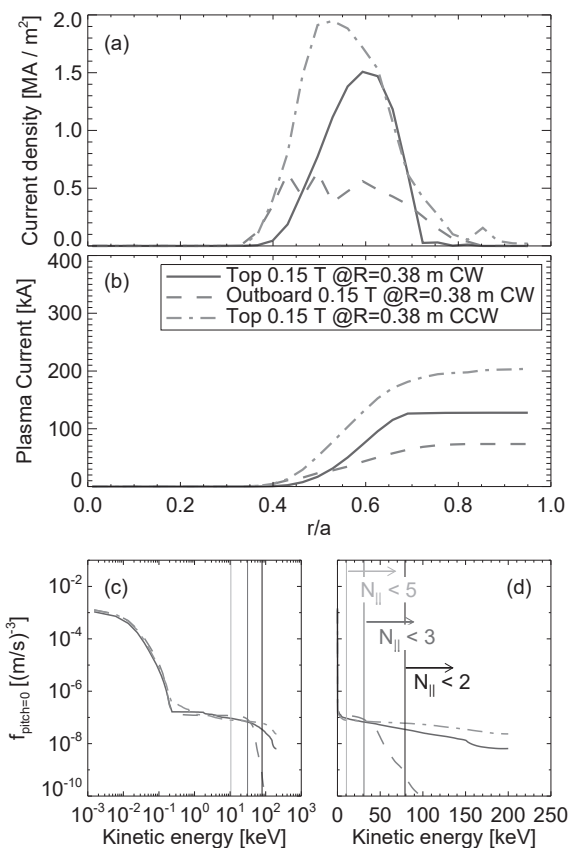 (a)
Current density [MA / m²]
2.0
1.5
1.0
0.5
0.0
(b)
Plasma Current [kA]
400
300
200
100
0
Top 0.15 T @R=0.38 m CW
Outboard 0.15 T @R=0.38 m CW
Top 0.15 T @R=0.38 m CCW
0.0 0.2 0.4 0.6 0.8 1.0
r/a
(c)
f_pitch=0 [(m/s)⁻³]
10⁻²
10⁻⁴
10⁻⁶
10⁻⁸
10⁻¹⁰
10⁻³ 10⁻² 10⁻¹ 10⁰ 10¹ 10² 10³
Kinetic energy [keV]
(d)
N_|| < 5
N_|| < 3
N_|| < 2
0 50 100 150 200 250
Kinetic energy [keV]